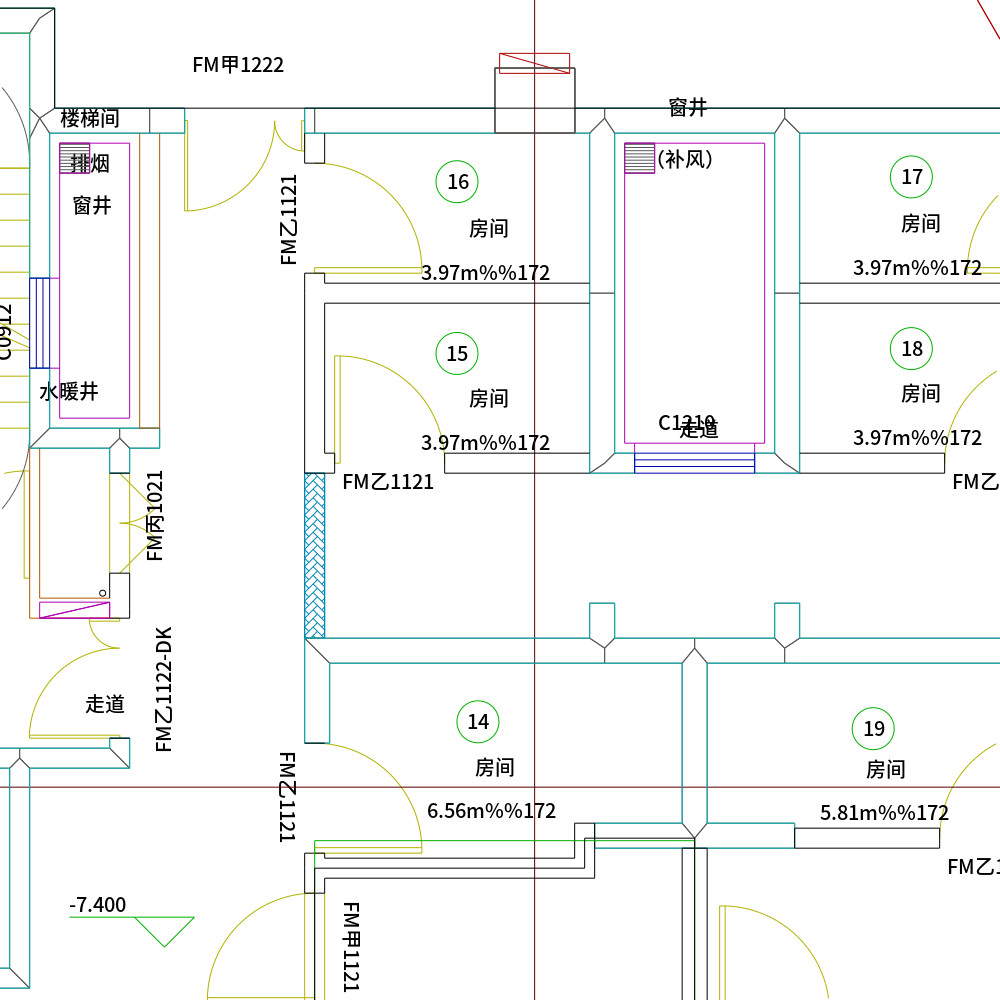 FM甲1222
窗井
楼梯间
排烟
(补风)
16
17
窗井
FM乙1121
房间
房间
3.97m%%172
3.97m%%172
C0912
15
18
水暖井
房间
房间
C1210
走道
3.97m%%172
3.97m%%172
FM乙1121
FM乙
FM丙1021
FM乙1122-DK
走道
14
19
房间
房间
FM乙1121
6.56m%%172
5.81m%%172
FM乙1
-7.400
FM甲1121